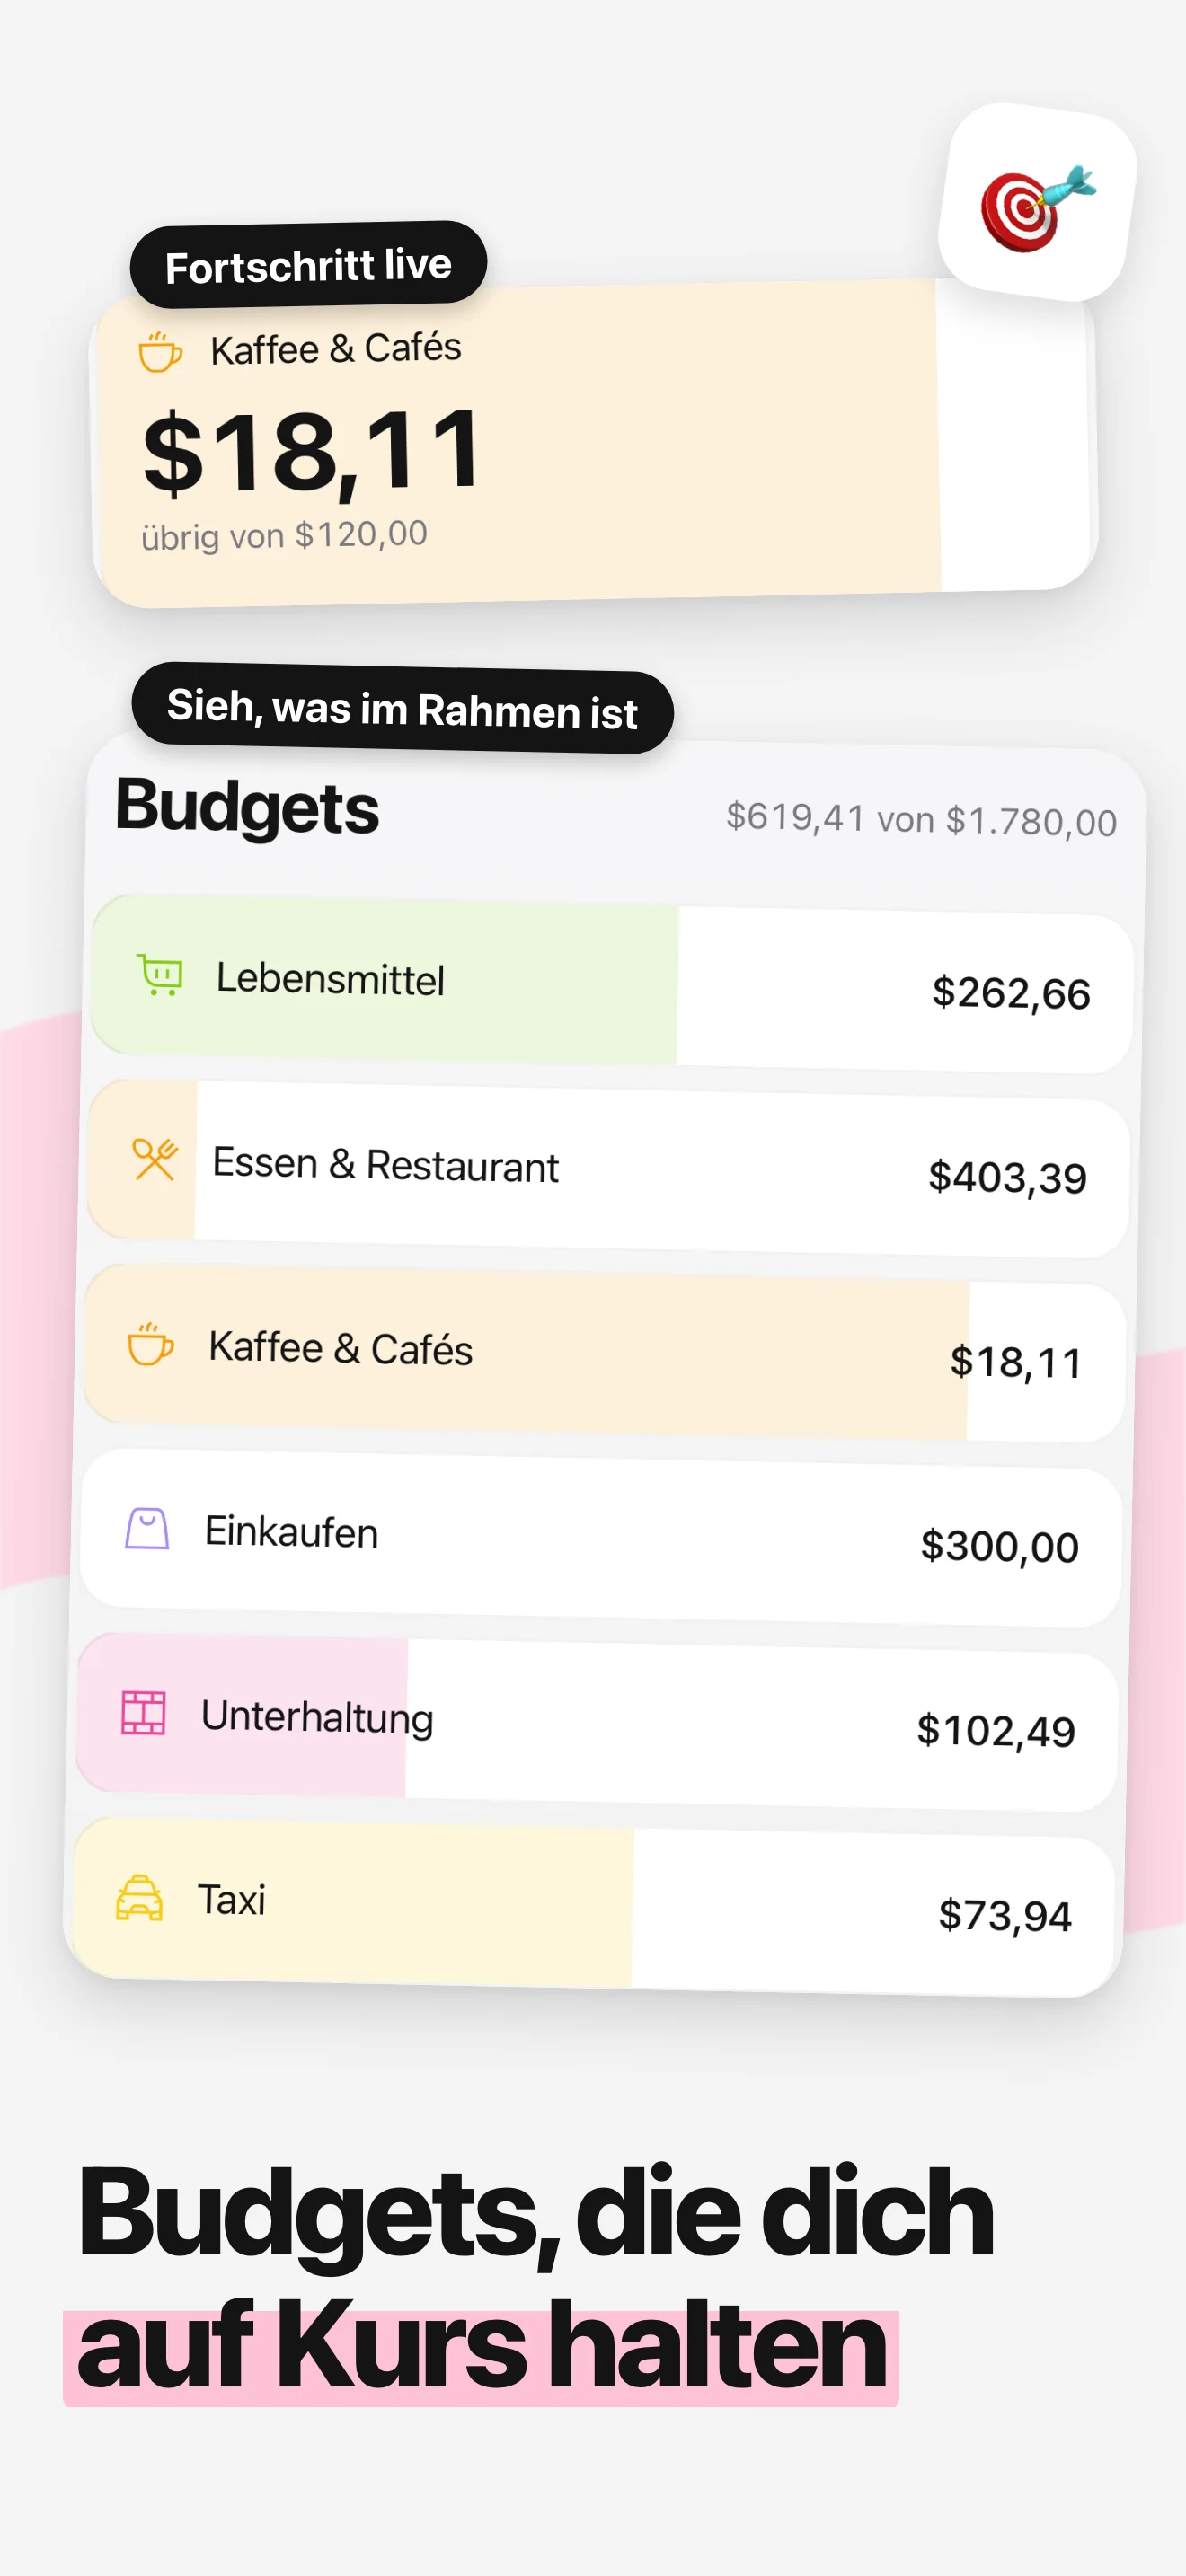 Fortschritt live
Kaffee & Cafés
$18,11
übrig von $120,00
Sieh, was im Rahmen ist
Budgets
$619,41 von $1.780,00
Lebensmittel
$262,66
Essen & Restaurant
$403,39
Kaffee & Cafés
$18,11
Einkaufen
$300,00
Unterhaltung
$102,49
Taxi
$73,94
Budgets, die dich
auf Kurs halten